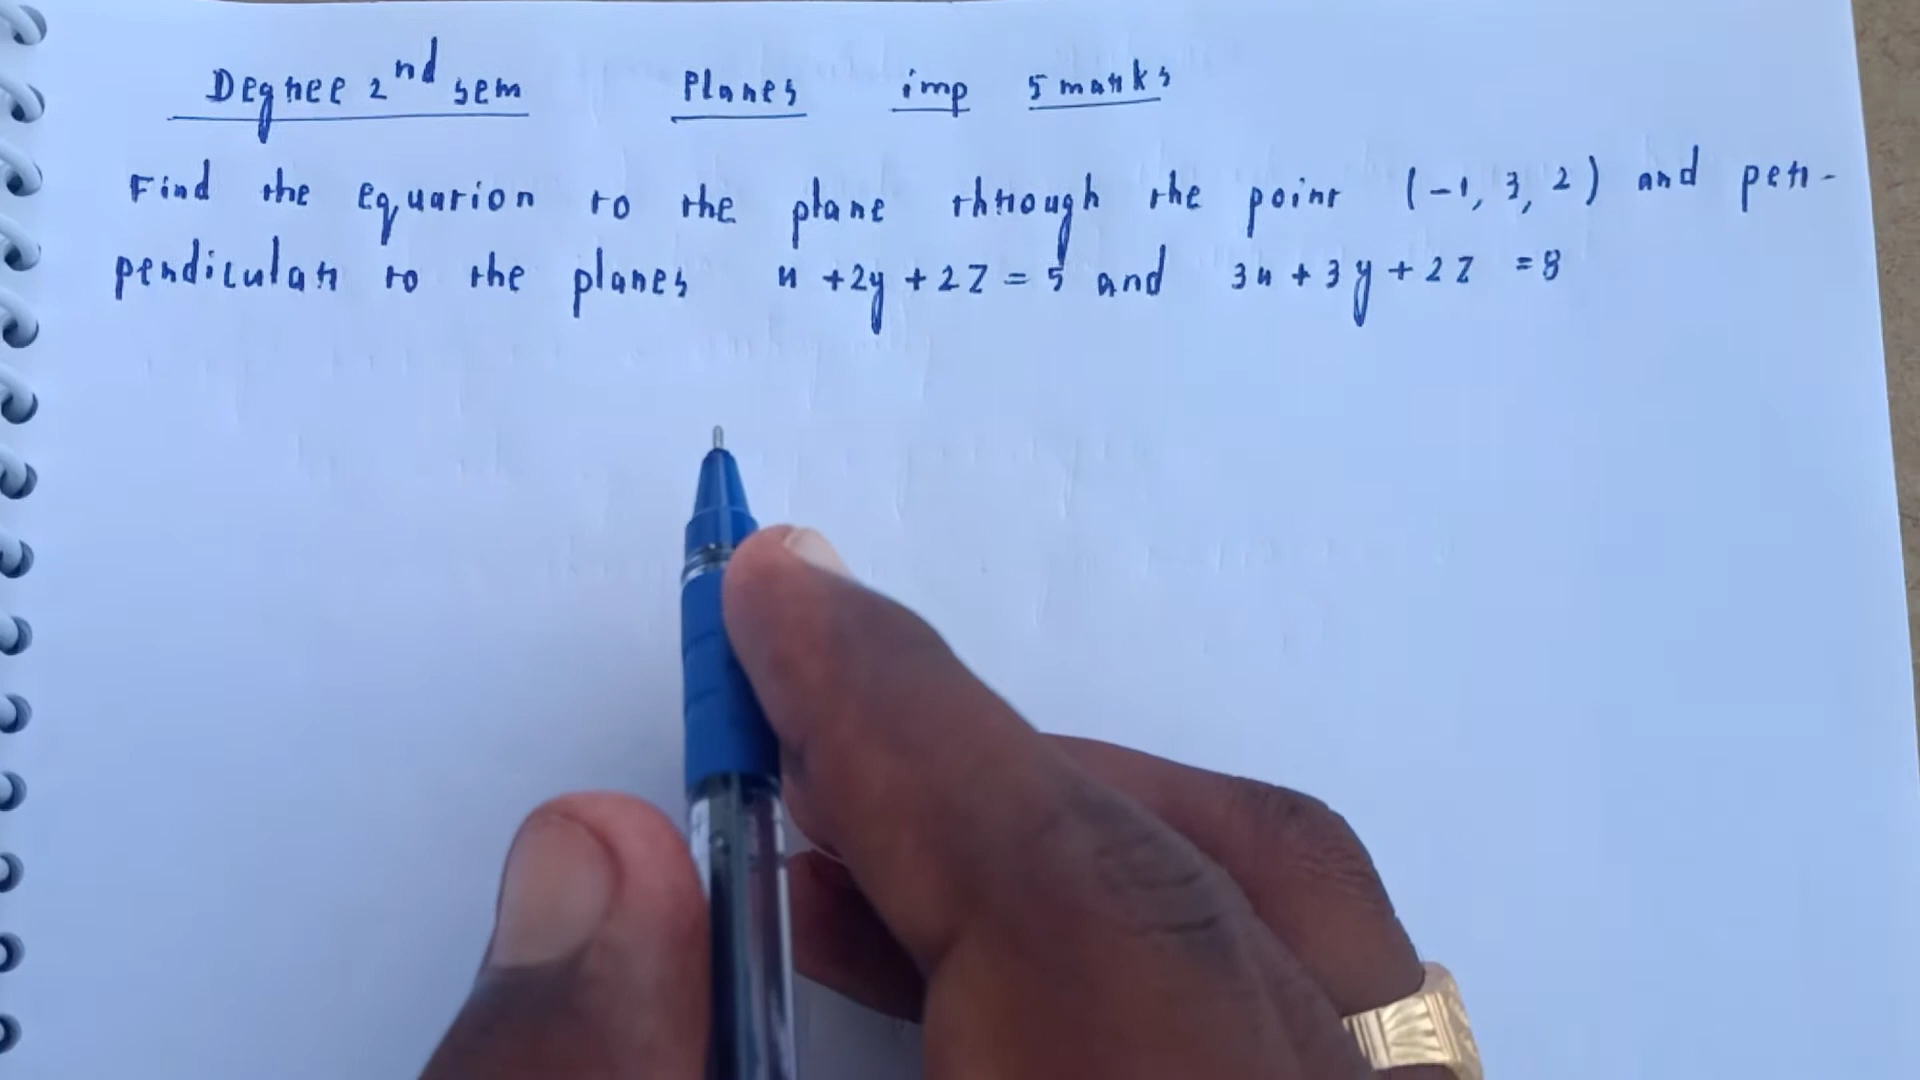 Degree 2nd sem Planes imp 5 marks
Find the equation to the plane through the point (-1, 3, 2) and per-
pendicular to the planes x + 2y + 2z = 5 and 3x + 3y + 2z = 8